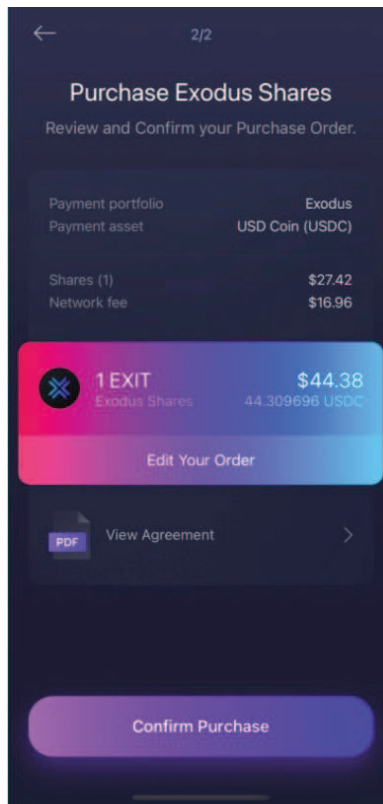 2/2
Purchase Exodus Shares
Review and Confirm your Purchase Order.
Payment portfolio Exodus
Payment asset USD Coin (USDC)
Shares (1) $27.42
Network fee $16.96
1 EXIT $44.38
Exodus Shares 44.309696 USDC
Edit Your Order
PDF View Agreement
Confirm Purchase